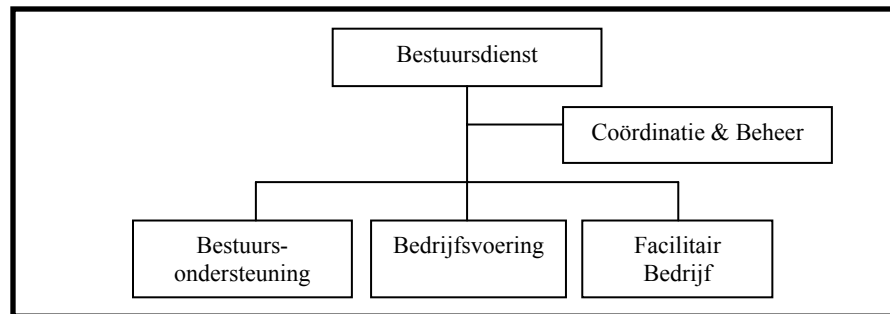 Bestuursdienst
Coördinatie & Beheer
Bestuurs-
ondersteuning
Bedrijfsvoering
Facilitair
Bedrijf